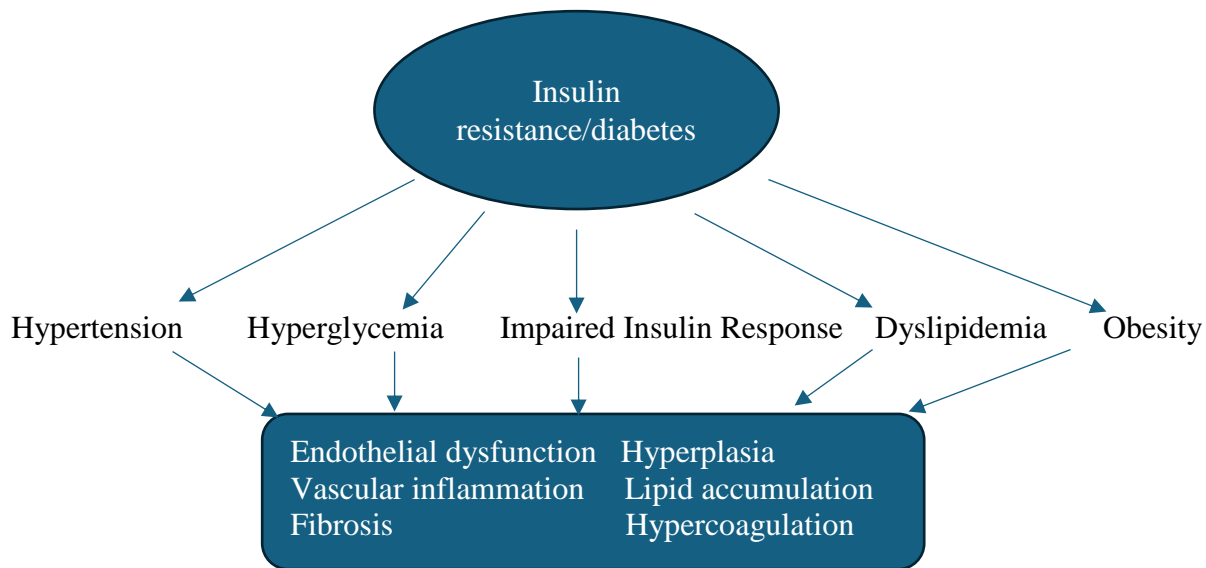 Insulin
resistance/diabetes
Hypertension Hyperglycemia Impaired Insulin Response Dyslipidemia Obesity
Endothelial dysfunction Hyperplasia
Vascular inflammation Lipid accumulation
Fibrosis Hypercoagulation